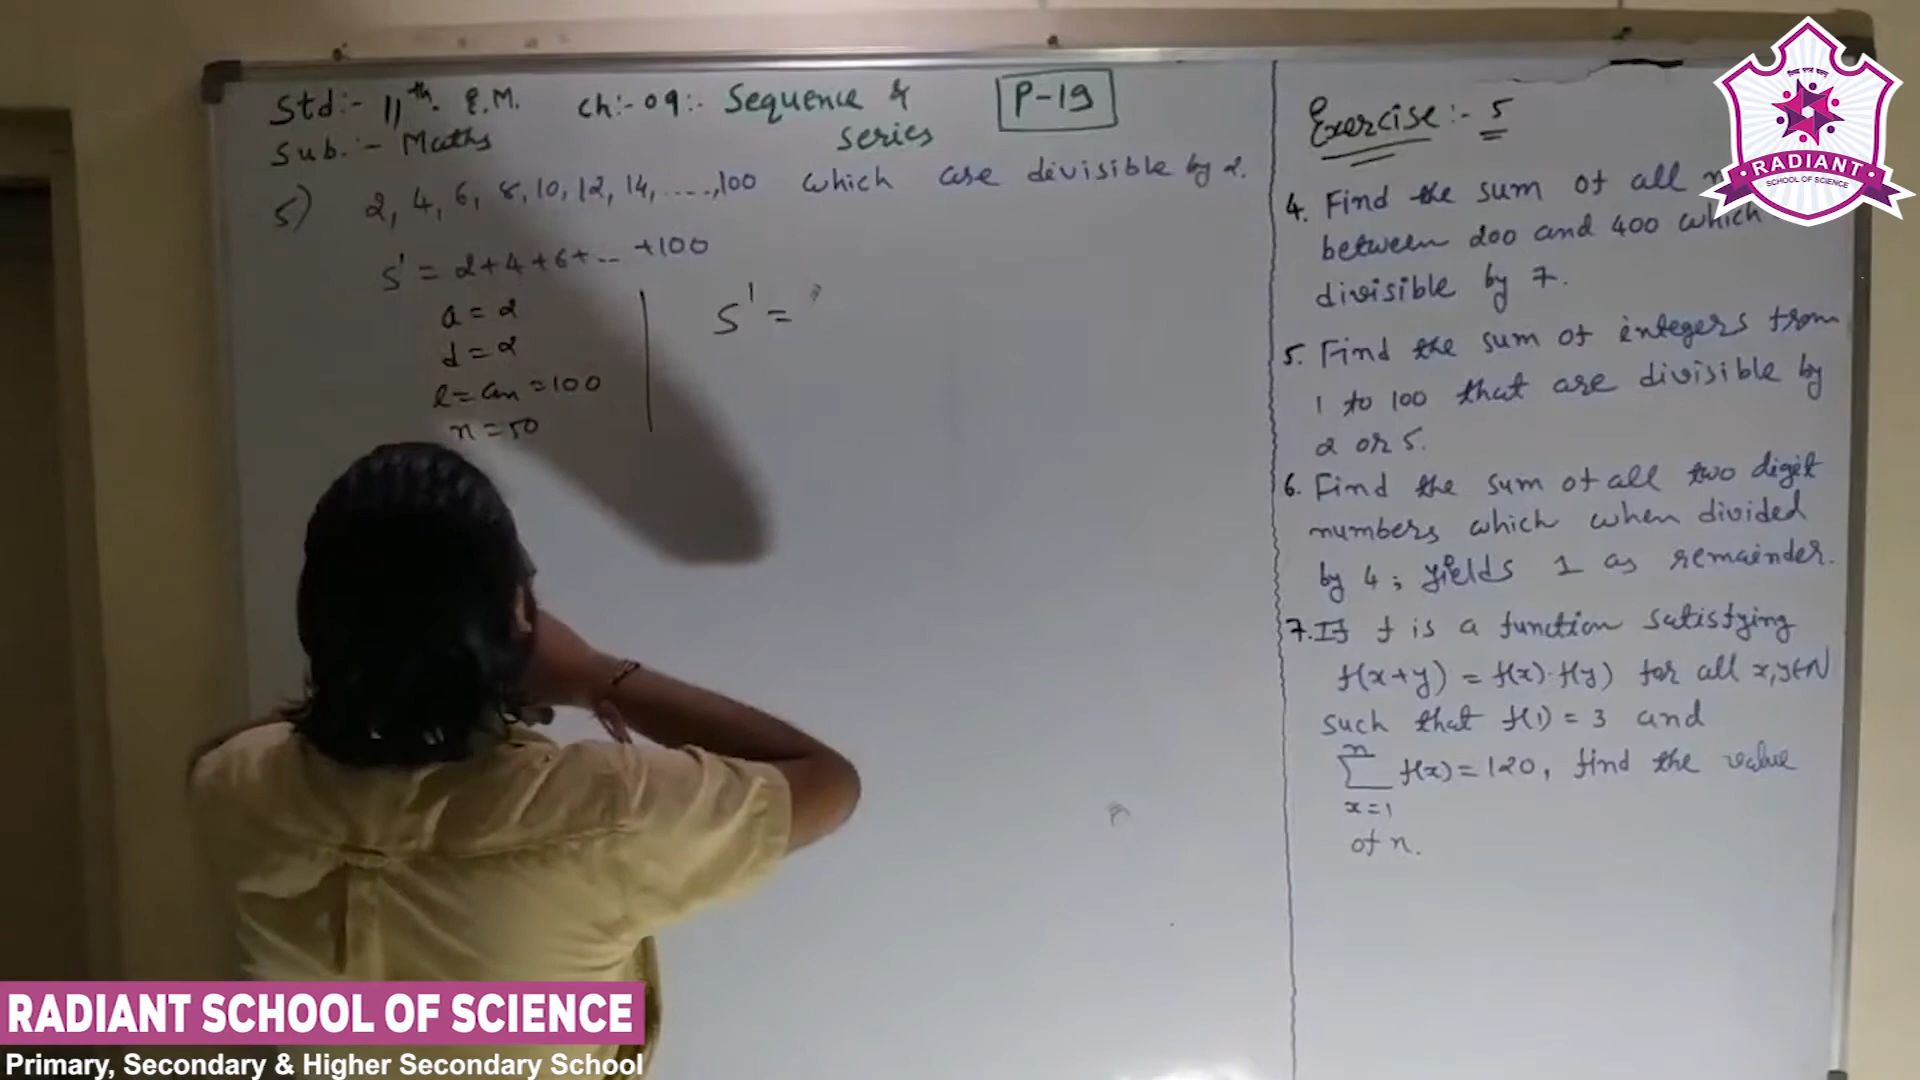 Std:- 11th. E.M. Ch:- 09:- Sequence & series P-19
Sub.:- Maths
5) 2, 4, 6, 8, 10, 12, 14, ....,100 which are divisible by 2.
S' = 2+4+6+... +100
a = 2
d = 2
l = an = 100
n = 50
S' =
Exercise:- 5
4. Find the sum of all
between 200 and 400 which
divisible by 7.
5. Find the sum of integers from
1 to 100 that are divisible by
2 or 5.
6. Find the sum of all two digit
numbers which when divided
by 4; yields 1 as remainder.
7. If f is a function satisfying
f(x+y) = f(x)·f(y) for all x,y∈N
such that f(1) = 3 and
n
∑ f(x) = 120, find the value
x=1
of n.
RADIANT
SCHOOL OF SCIENCE
RADIANT SCHOOL OF SCIENCE
Primary, Secondary & Higher Secondary School